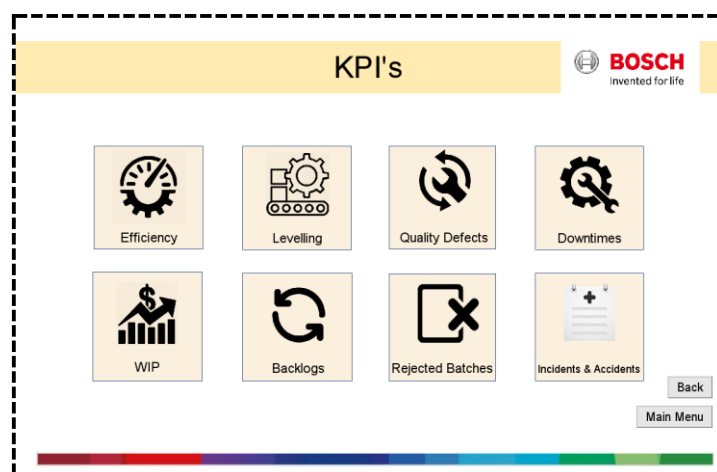 KPI's
BOSCH
Invented for life
Efficiency
Levelling
Quality Defects
Downtimes
$
WIP
Backlogs
Rejected Batches
Incidents & Accidents
Back
Main Menu